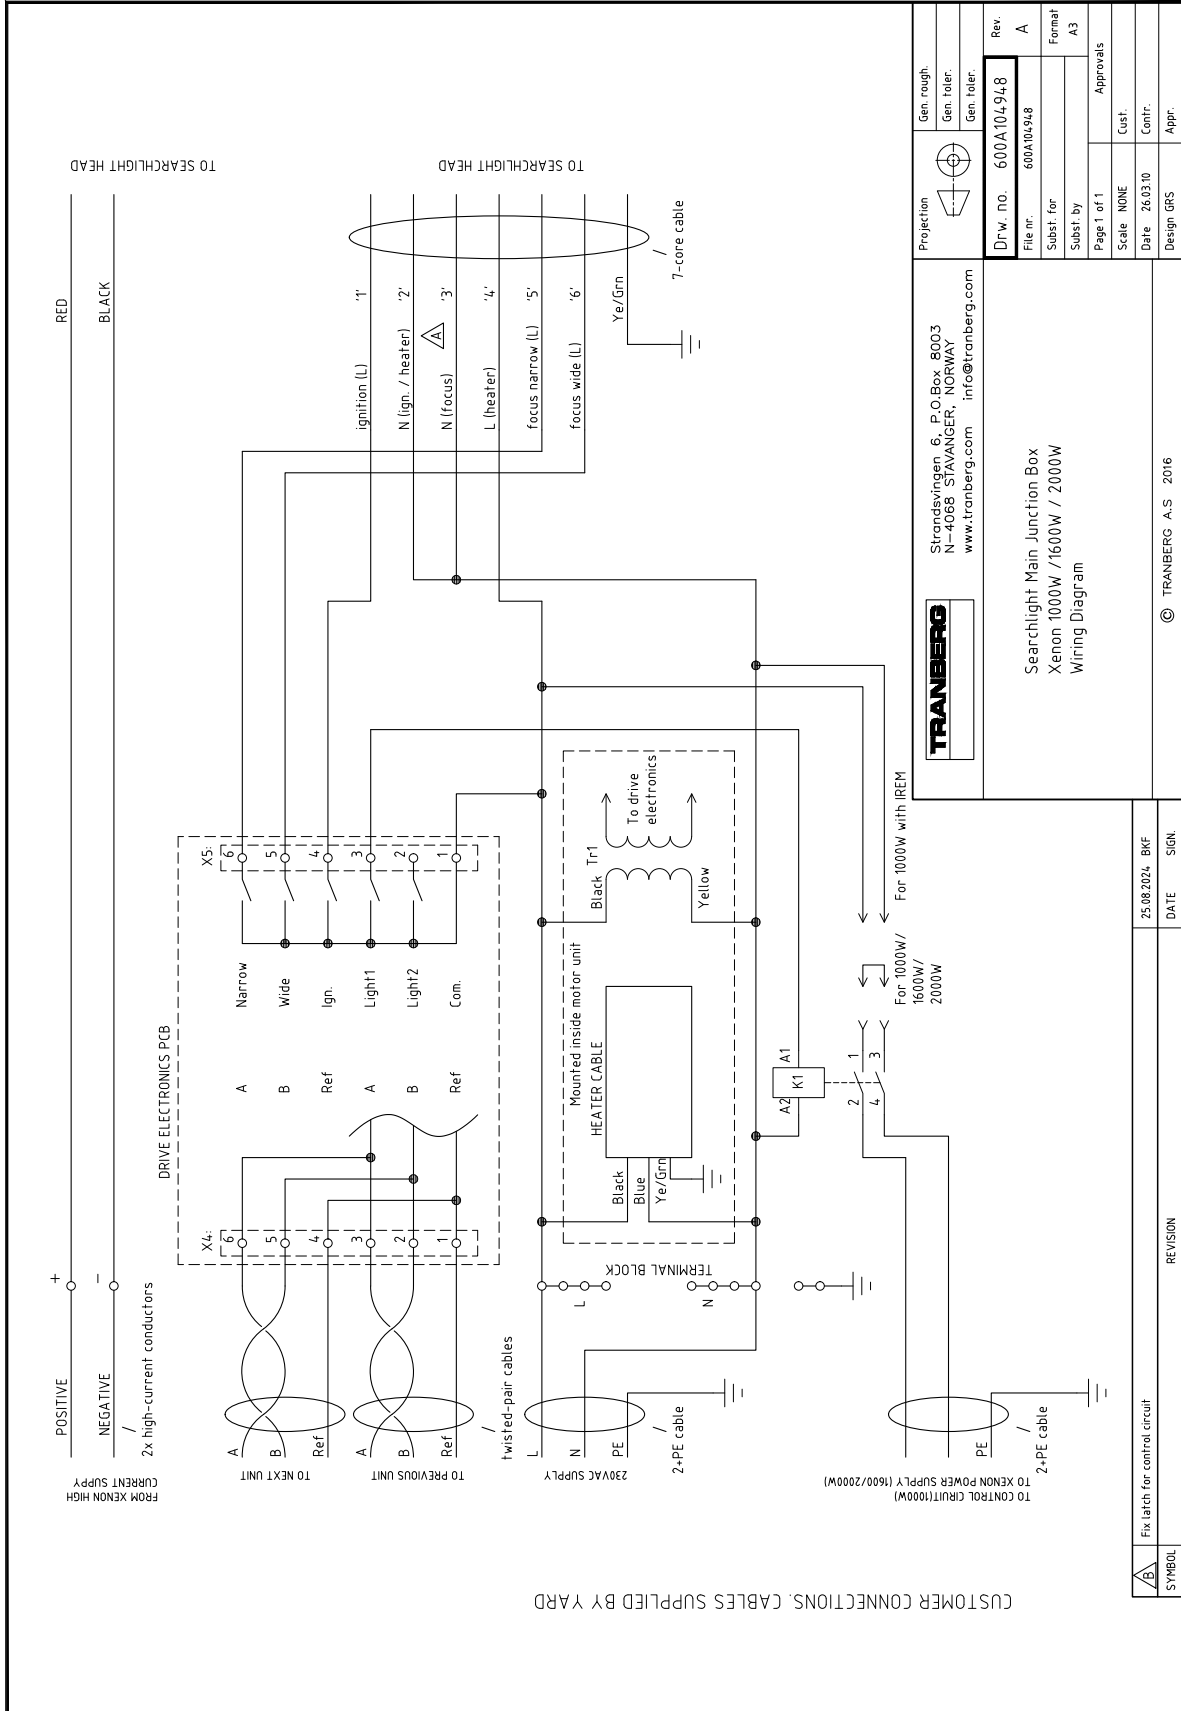 POSITIVE
+
RED
NEGATIVE
-
BLACK
2x high-current conductors
FROM XENON HIGH
CURRENT SUPPY
TO SEARCHLIGHT HEAD
DRIVE ELECTRONICS PCB
X4:
X5:
A
6
A
Narrow
6
B
5
B
Wide
5
Ref
4
Ref
Ign.
4
A
3
A
Light1
3
B
2
B
Light2
2
Ref
1
Ref
Com.
1
TO NEXT UNIT
TO PREVIOUS UNIT
twisted-pair cables
ignition (L)
'1'
N (ign. / heater)
'2'
A
N (focus)
'3'
L (heater)
'4'
focus narrow (L)
'5'
focus wide (L)
'6'
Ye/Grn
7-core cable
TO SEARCHLIGHT HEAD
L
N
PE
230VAC SUPPLY
2+PE cable
TERMINAL BLOCK
L
N
Mounted inside motor unit
HEATER CABLE
Black
Blue
Ye/Grn
Black
Tr1
Yellow
To drive
electronics
A2
K1
A1
2
1
4
3
For 1000W/
1600W/
2000W
For 1000W with IREM
PE
2+PE cable
TO CONTROL CIRUIT(1000W)
TO XENON POWER SUPPLY (1600/2000W)
CUSTOMER CONNECTIONS. CABLES SUPPLIED BY YARD
B
Fix latch for control circuit
25.08.2024
BKF
SYMBOL
REVISION
DATE
SIGN.
TRANBERG
Strandsvingen 6, P.O.Box 8003
N-4068 STAVANGER, NORWAY
www.tranberg.com info@tranberg.com
Searchlight Main Junction Box
Xenon 1000W /1600W / 2000W
Wiring Diagram
© TRANBERG A.S 2016
Projection
Gen. rough.
Gen. toler.
Gen. toler.
Drw. no. 600A104948
Rev.
A
File nr. 600A104948
Subst. for
Format
A3
Subst. by
Page 1 of 1
Approvals
Scale NONE
Cust.
Date 26.03.10
Contr.
Design GRS
Appr.